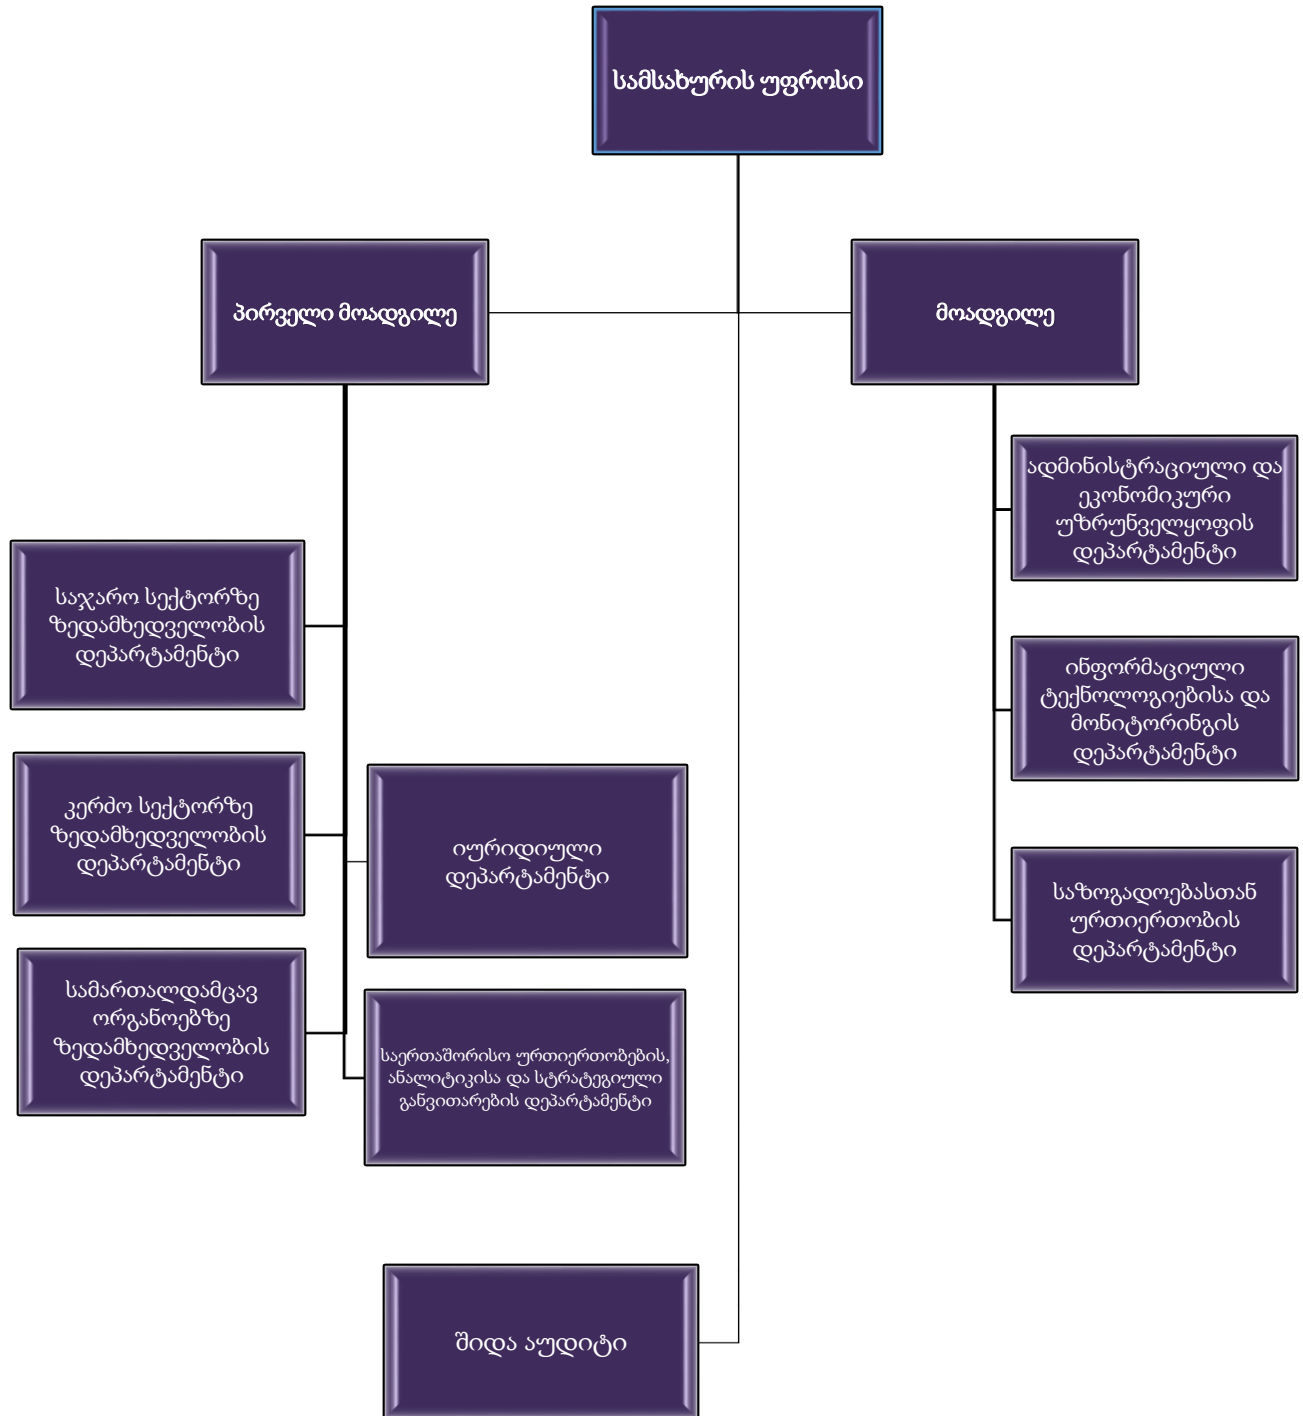 სამსახურის უფროსი
პირველი მოადგილე
მოადგილე
ადმინისტრაციული და
ეკონომიკური
უზრუნველყოფის
დეპარტამენტი
საჯარო სექტორზე
ზედამხედველობის
დეპარტამენტი
ინფორმაციული
ტექნოლოგიებისა და
მონიტორინგის
დეპარტამენტი
კერძო სექტორზე
ზედამხედველობის
დეპარტამენტი
იურიდიული
დეპარტამენტი
საზოგადოებასთან
ურთიერთობის
დეპარტამენტი
სამართალდამცავ
ორგანოებზე
ზედამხედველობის
დეპარტამენტი
საერთაშორისო ურთიერთობების,
ანალიტიკისა და სტრატეგიული
განვითარების დეპარტამენტი
შიდა აუდიტი